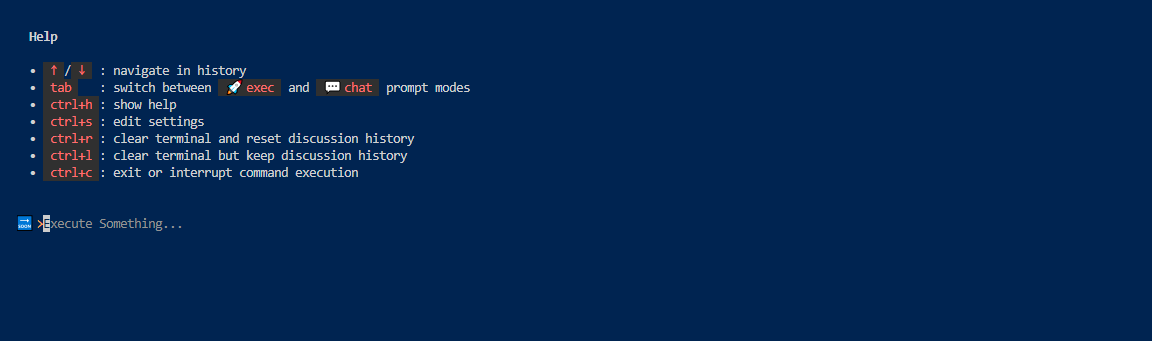 Help
• ↑ / ↓ : navigate in history
• tab : switch between 🚀 exec and 💬 chat prompt modes
• ctrl+h : show help
• ctrl+s : edit settings
• ctrl+r : clear terminal and reset discussion history
• ctrl+l : clear terminal but keep discussion history
• ctrl+c : exit or interrupt command execution
🔜 >Execute Something...